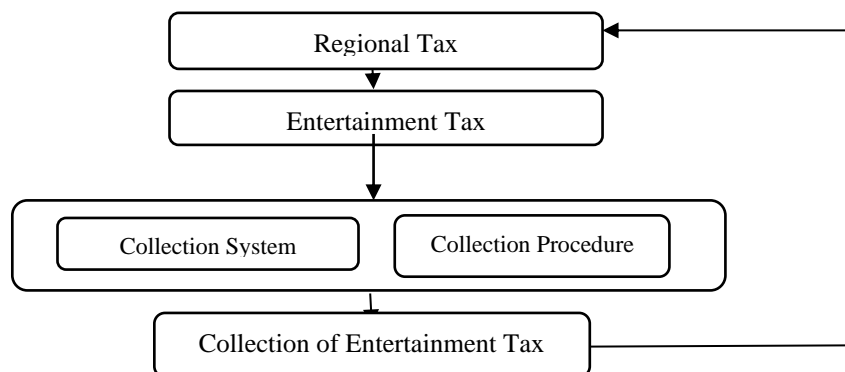 Regional Tax
Entertainment Tax
Collection System
Collection Procedure
Collection of Entertainment Tax